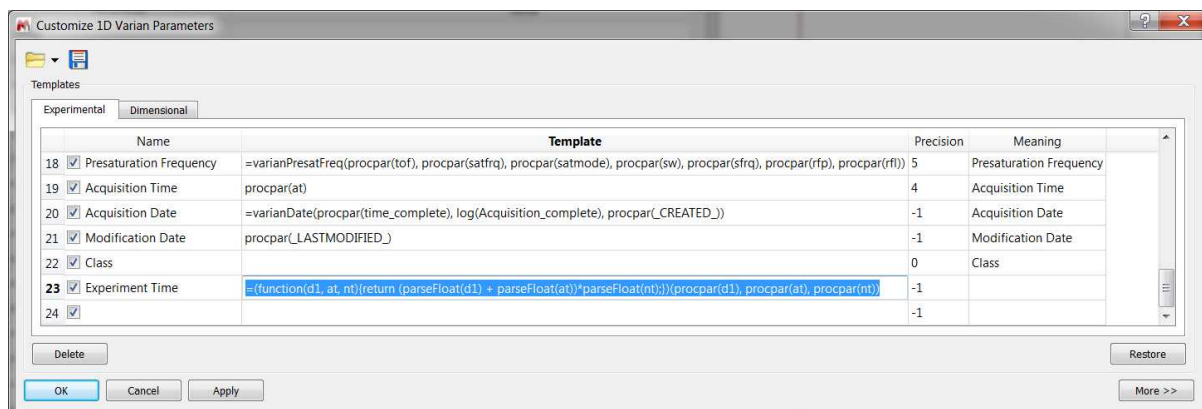 Customize 1D Varian Parameters
Templates
Experimental Dimensional
Name Template Precision Meaning
18 Presaturation Frequency =varianPresatFreq(procpar(tof), procpar(satfrq), procpar(satmode), procpar(sw), procpar(sfrq), procpar(rfp), procpar(rfl)) 5 Presaturation Frequency
19 Acquisition Time procpar(at) 4 Acquisition Time
20 Acquisition Date =varianDate(procpar(time_complete), log(Acquisition_complete), procpar(_CREATED_)) -1 Acquisition Date
21 Modification Date procpar(_LASTMODIFIED_) -1 Modification Date
22 Class 0 Class
23 Experiment Time =(function(d1, at, nt){return (parseFloat(d1) + parseFloat(at))*parseFloat(nt);})(procpar(d1), procpar(at), procpar(nt)) -1
24 -1
Delete Restore
OK Cancel Apply More >>